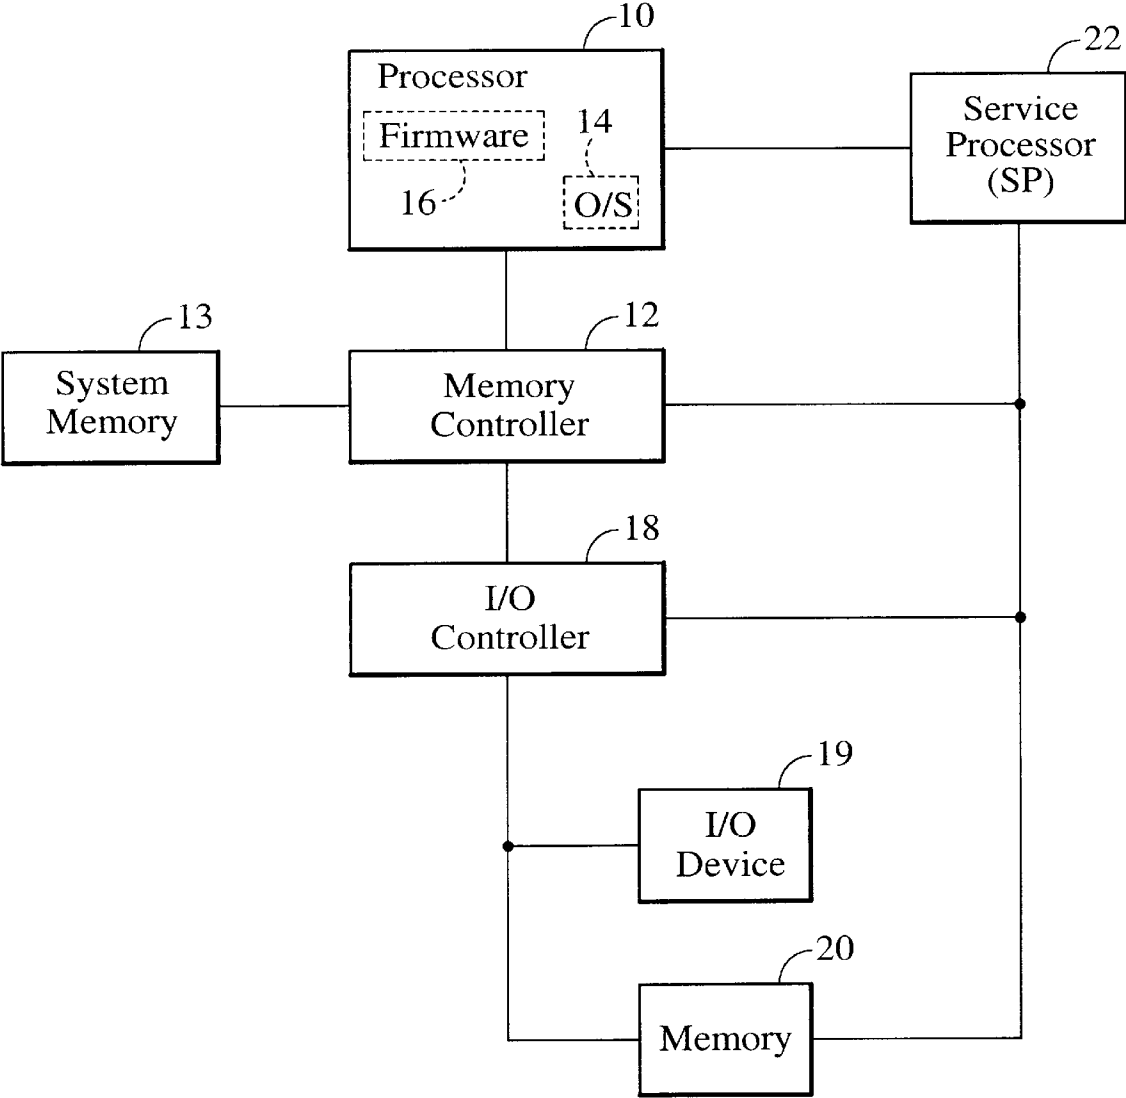 10
22
Processor
Firmware
14
16
O/S
Service
Processor
(SP)
13
12
System
Memory
Memory
Controller
18
I/O
Controller
19
I/O
Device
20
Memory